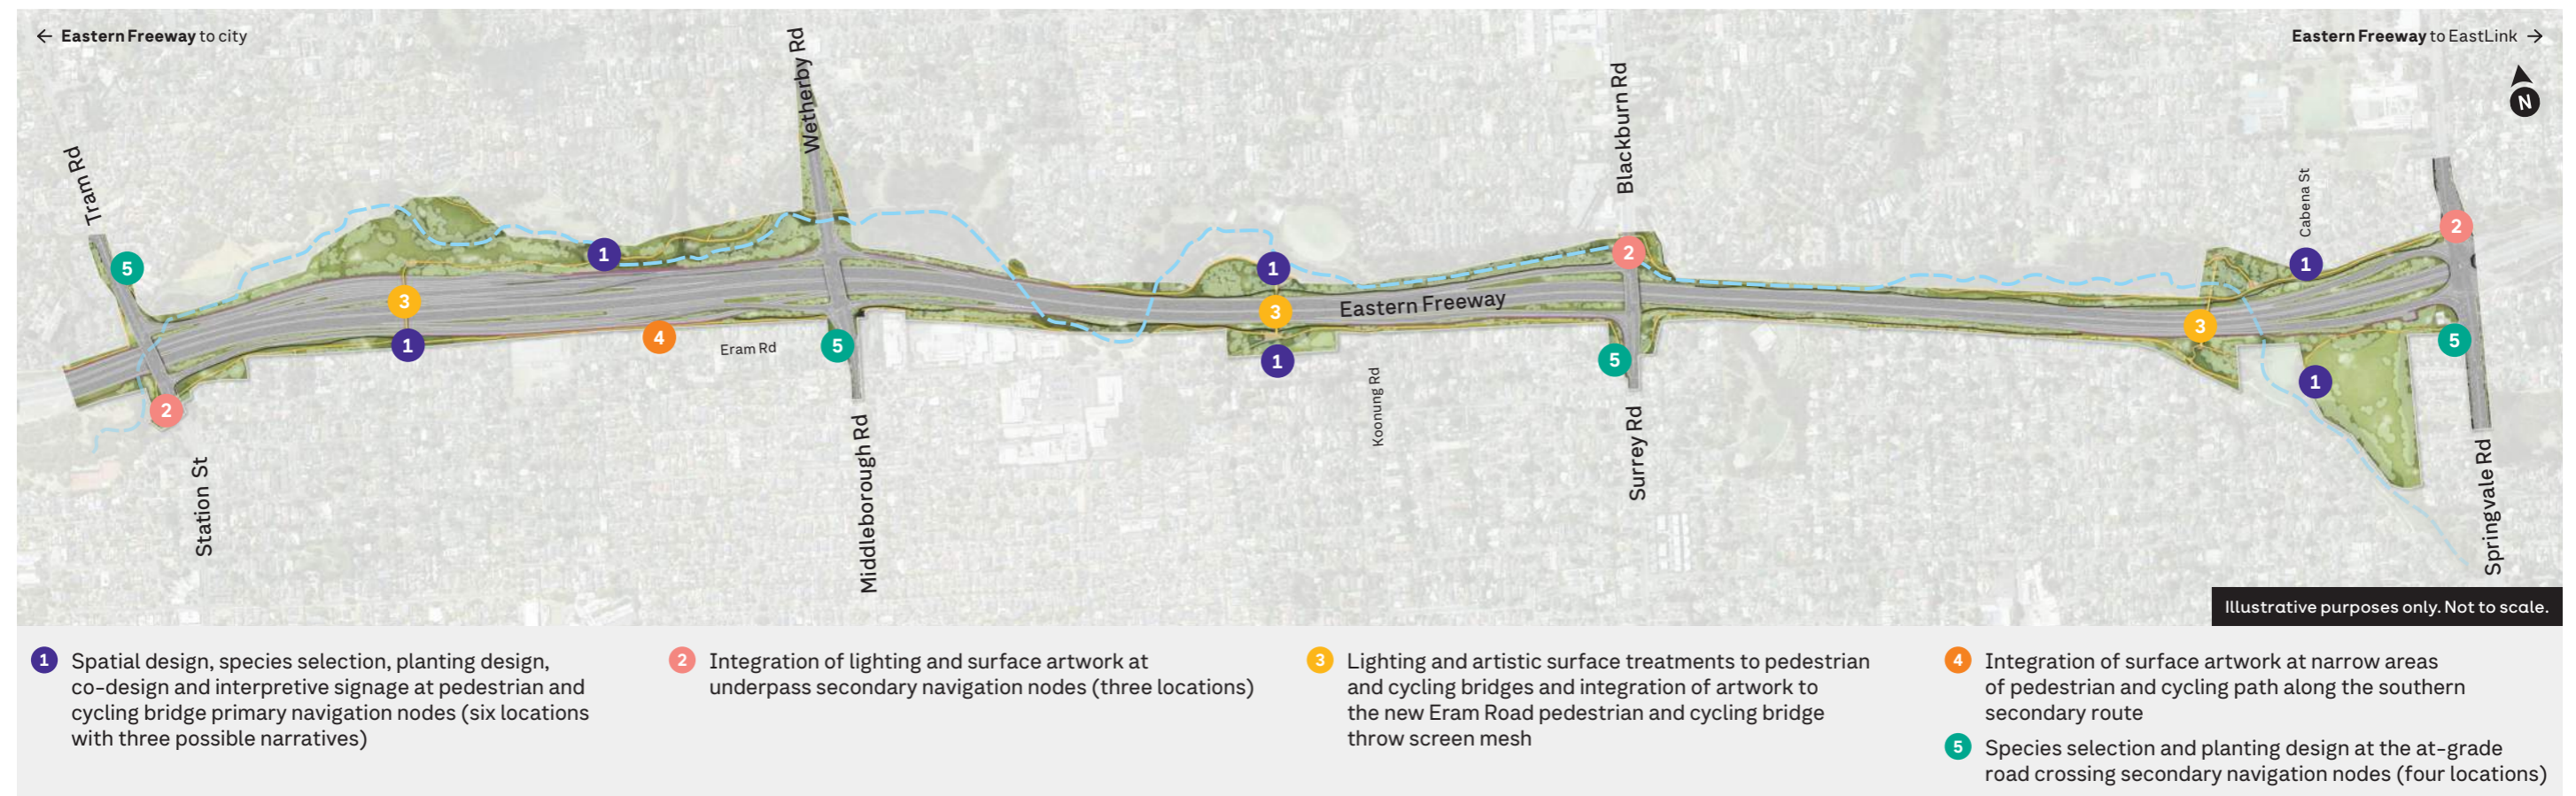 ← Eastern Freeway to city
Eastern Freeway to EastLink →
N
Tram Rd
Wetherby Rd
Blackburn Rd
Cabena St
5
1
3
1
4
Eram Rd
5
2
Station St
Middleborough Rd
1
3
1
Eastern Freeway
Koonung Rd
2
5
Surrey Rd
3
1
1
2
5
Springvale Rd
Illustrative purposes only. Not to scale.
1 Spatial design, species selection, planting design,
co-design and interpretive signage at pedestrian and
cycling bridge primary navigation nodes (six locations
with three possible narratives)
2 Integration of lighting and surface artwork at
underpass secondary navigation nodes (three locations)
3 Lighting and artistic surface treatments to pedestrian
and cycling bridges and integration of artwork to
the new Eram Road pedestrian and cycling bridge
throw screen mesh
4 Integration of surface artwork at narrow areas
of pedestrian and cycling path along the southern
secondary route
5 Species selection and planting design at the at-grade
road crossing secondary navigation nodes (four locations)